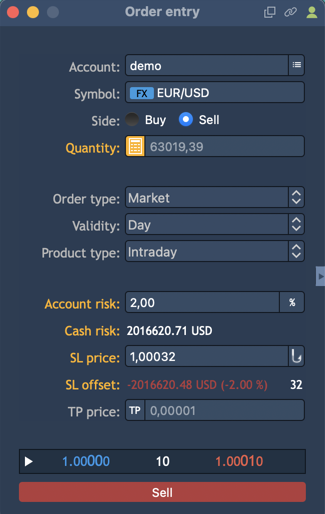 Order entry
Account: demo
Symbol: FX EUR/USD
Side: Buy Sell
Quantity: 63019,39
Order type: Market
Validity: Day
Product type: Intraday
Account risk: 2,00 %
Cash risk: 2016620.71 USD
SL price: 1,00032
SL offset: -2016620.48 USD (-2.00 %) 32
TP price: TP 0,00001
1.00000 10 1.00010
Sell